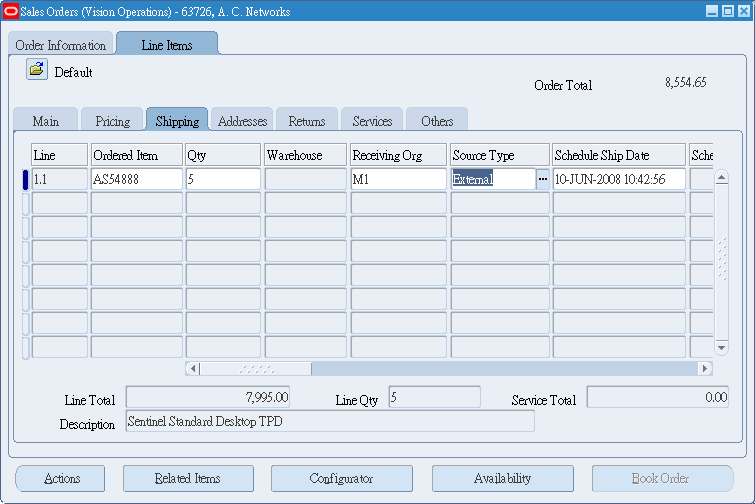 Sales Orders (Vision Operations) - 63726, A. C. Networks
Order Information Line Items
Default
Order Total 8,554.65
Main Pricing Shipping Addresses Returns Services Others
Line Ordered Item Qty Warehouse Receiving Org Source Type Schedule Ship Date Sche
1.1 AS54888 5 M1 External ... 10-JUN-2008 10:42:56
Line Total 7,995.00 Line Qty 5 Service Total 0.00
Description Sentinel Standard Desktop TPD
Actions Related Items Configurator Availability Book Order